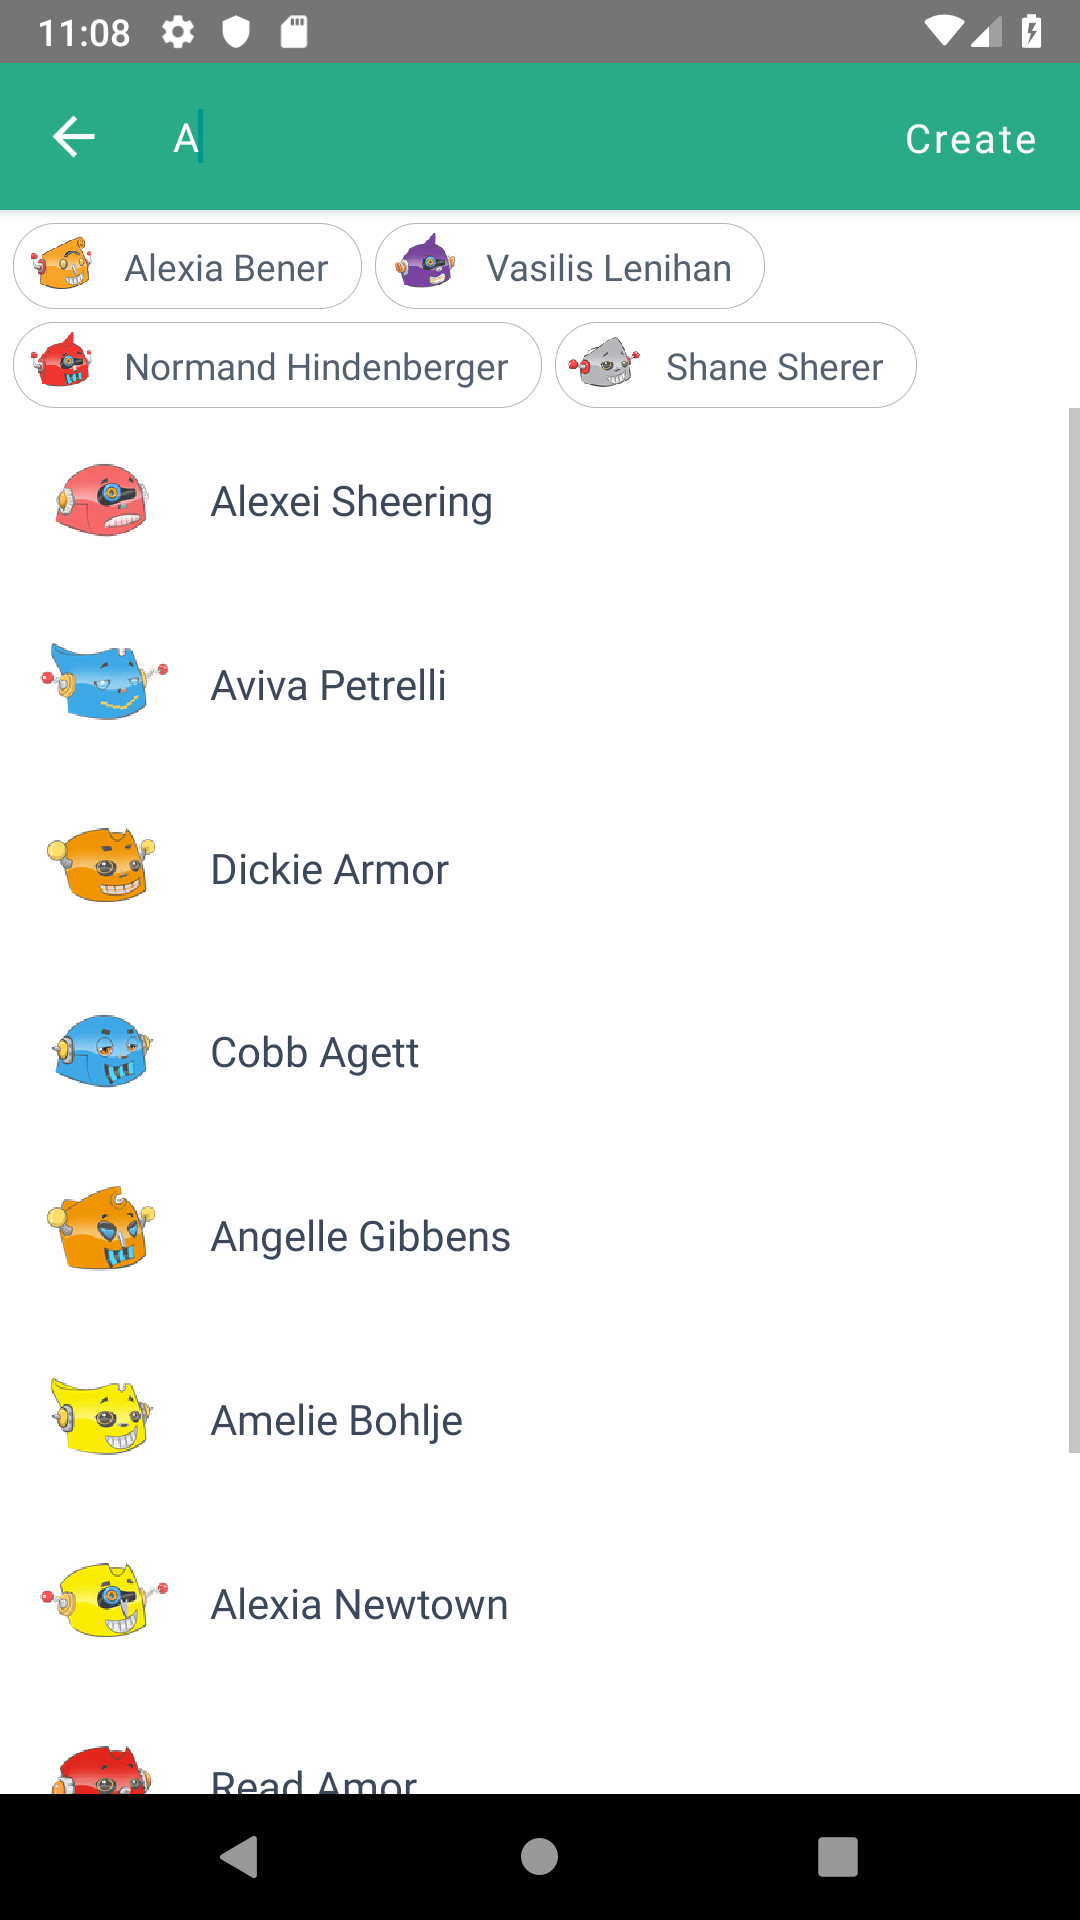 11:08
A
Create
Alexia Bener
Vasilis Lenihan
Normand Hindenberger
Shane Sherer
Alexei Sheering
Aviva Petrelli
Dickie Armor
Cobb Agett
Angelle Gibbens
Amelie Bohlje
Alexia Newtown
Read Amor